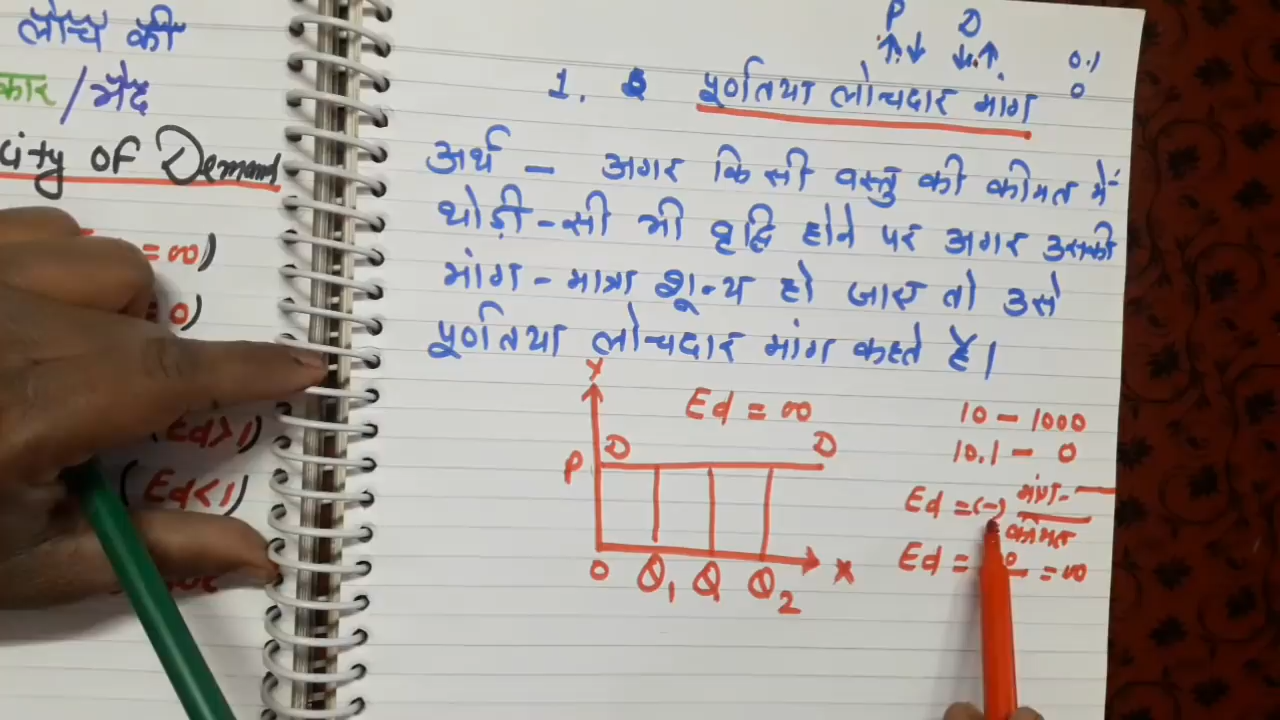 लोच की
कार / भेद
city of Demand
= ∞)
= 0)
(Ed>1)
(Ed<1)
P D
↑↓ ↓↑
0.1
0
1. पूर्णतया लोचदार मांग
अर्थ – अगर किसी वस्तु की कीमत में
थोड़ी-सी भी वृद्धि होने पर अगर उसकी
मांग-मात्रा शून्य हो जाए तो उसे
पूर्णतया लोचदार मांग कहते हैं।
Y
Ed = ∞
D D
P
O Q1 Q Q2 X
10 – 1000
10.1 – 0
Ed = (-) मांग-
कीमत
Ed = = ∞